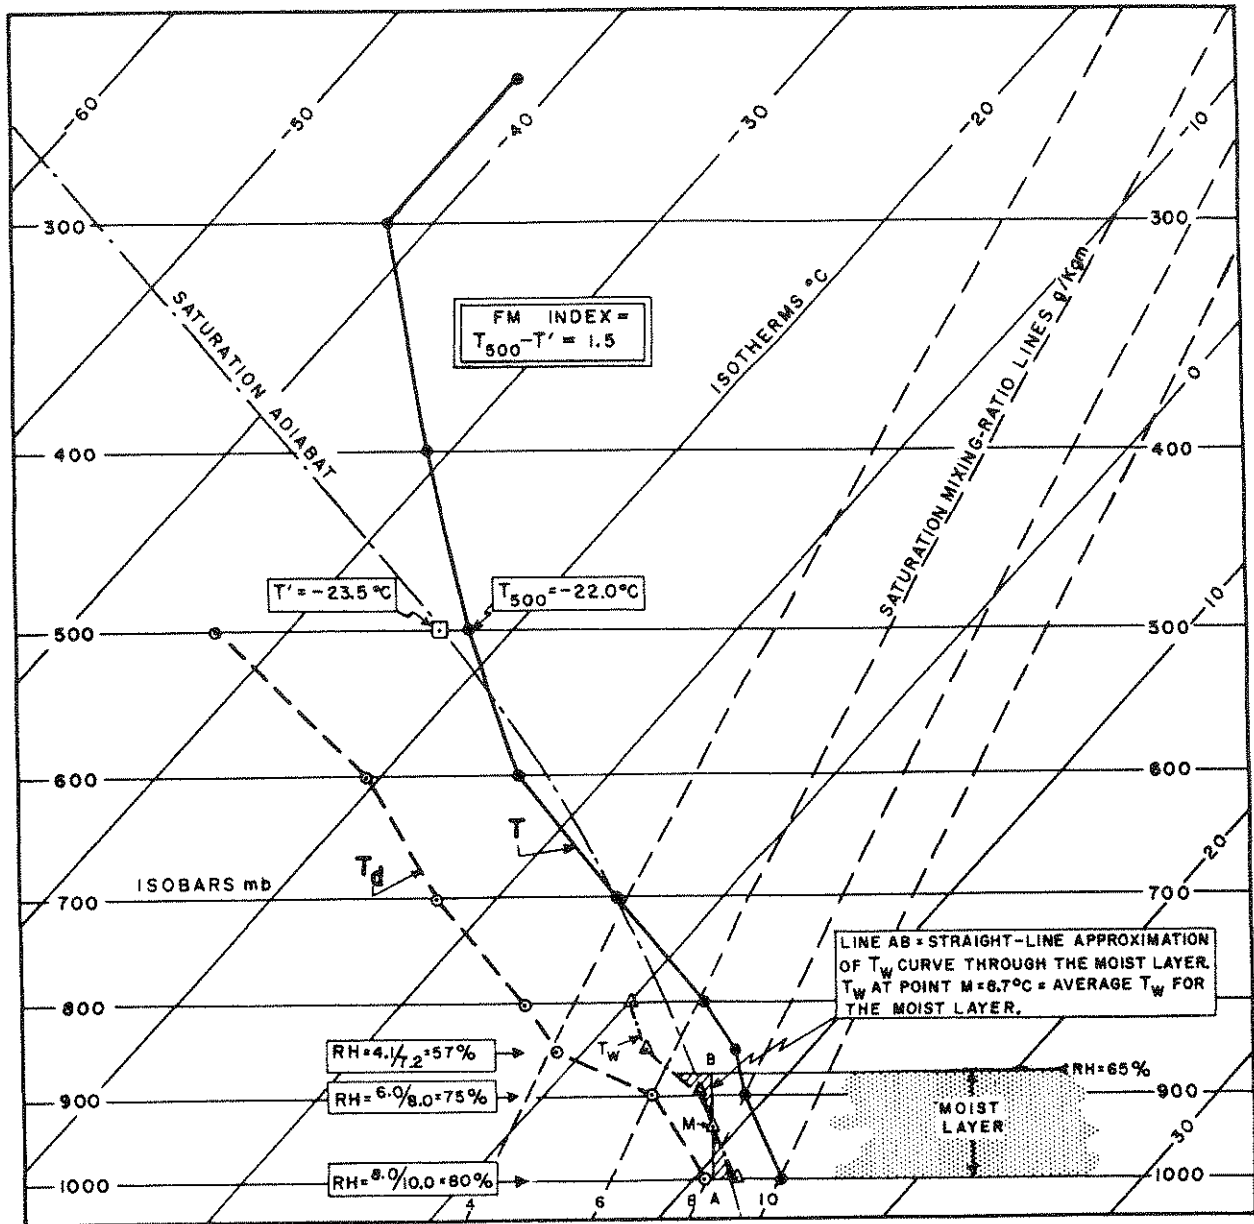 -60
-50
-40
-30
-20
-10
300
300
SATURATION ADIABAT
FM INDEX =
T500-T' = 1.5
ISOTHERMS °C
SATURATION MIXING-RATIO LINES g/Kgm
0
400
400
T' = -23.5 °C
T500 = -22.0°C
10
500
500
600
600
T
Td
20
ISOBARS mb
700
700
LINE AB = STRAIGHT-LINE APPROXIMATION
OF Tw CURVE THROUGH THE MOIST LAYER.
Tw AT POINT M = 8.7°C = AVERAGE Tw FOR
THE MOIST LAYER.
800
800
RH = 4.1/7.2 = 57%
Tw
B
RH = 65%
RH = 6.0/8.0 = 75%
900
900
M
MOIST
LAYER
30
RH = 8.0/10.0 = 80%
1000
1000
4
6
8
A
10